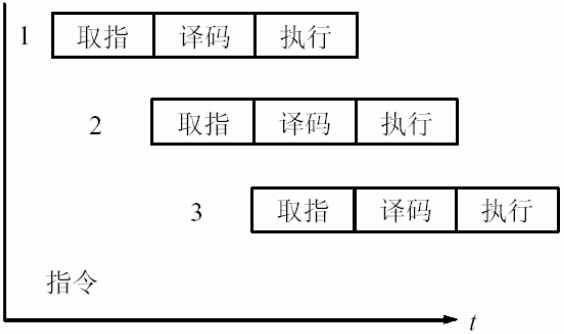 1 取指 译码 执行
2 取指 译码 执行
3 取指 译码 执行
指令
t